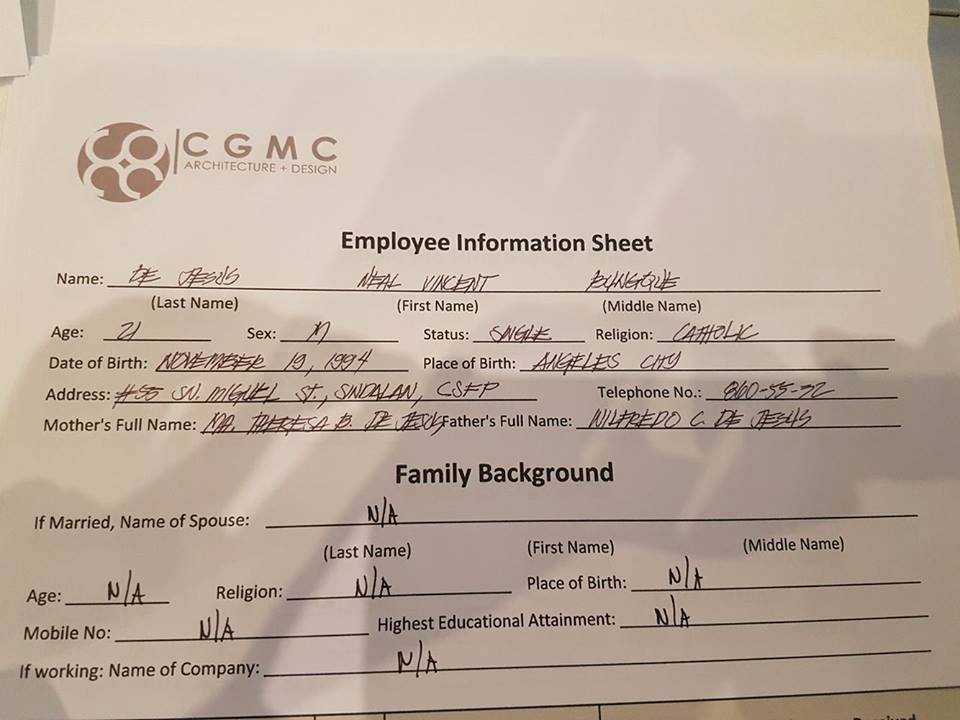 CGMC
ARCHITECTURE + DESIGN
Employee Information Sheet
Name: DE JESUS NEAL VINCENT
(Last Name) (First Name) (Middle Name)
Age: 21 Sex: M Status: SINGLE Religion: CATHOLIC
Date of Birth: NOVEMBER 19, 1994 Place of Birth: ANGELES CITY
Address: #55 SN. MIGUEL ST., SINDALAN, CSFP Telephone No.: 860-55-32
Mother's Full Name: MA. THERESA B. DE JESUS Father's Full Name: WILFREDO C. DE JESUS
Family Background
If Married, Name of Spouse: N/A
(Last Name) (First Name) (Middle Name)
Age: N/A Religion: N/A Place of Birth: N/A
Mobile No: N/A Highest Educational Attainment: N/A
If working: Name of Company: N/A